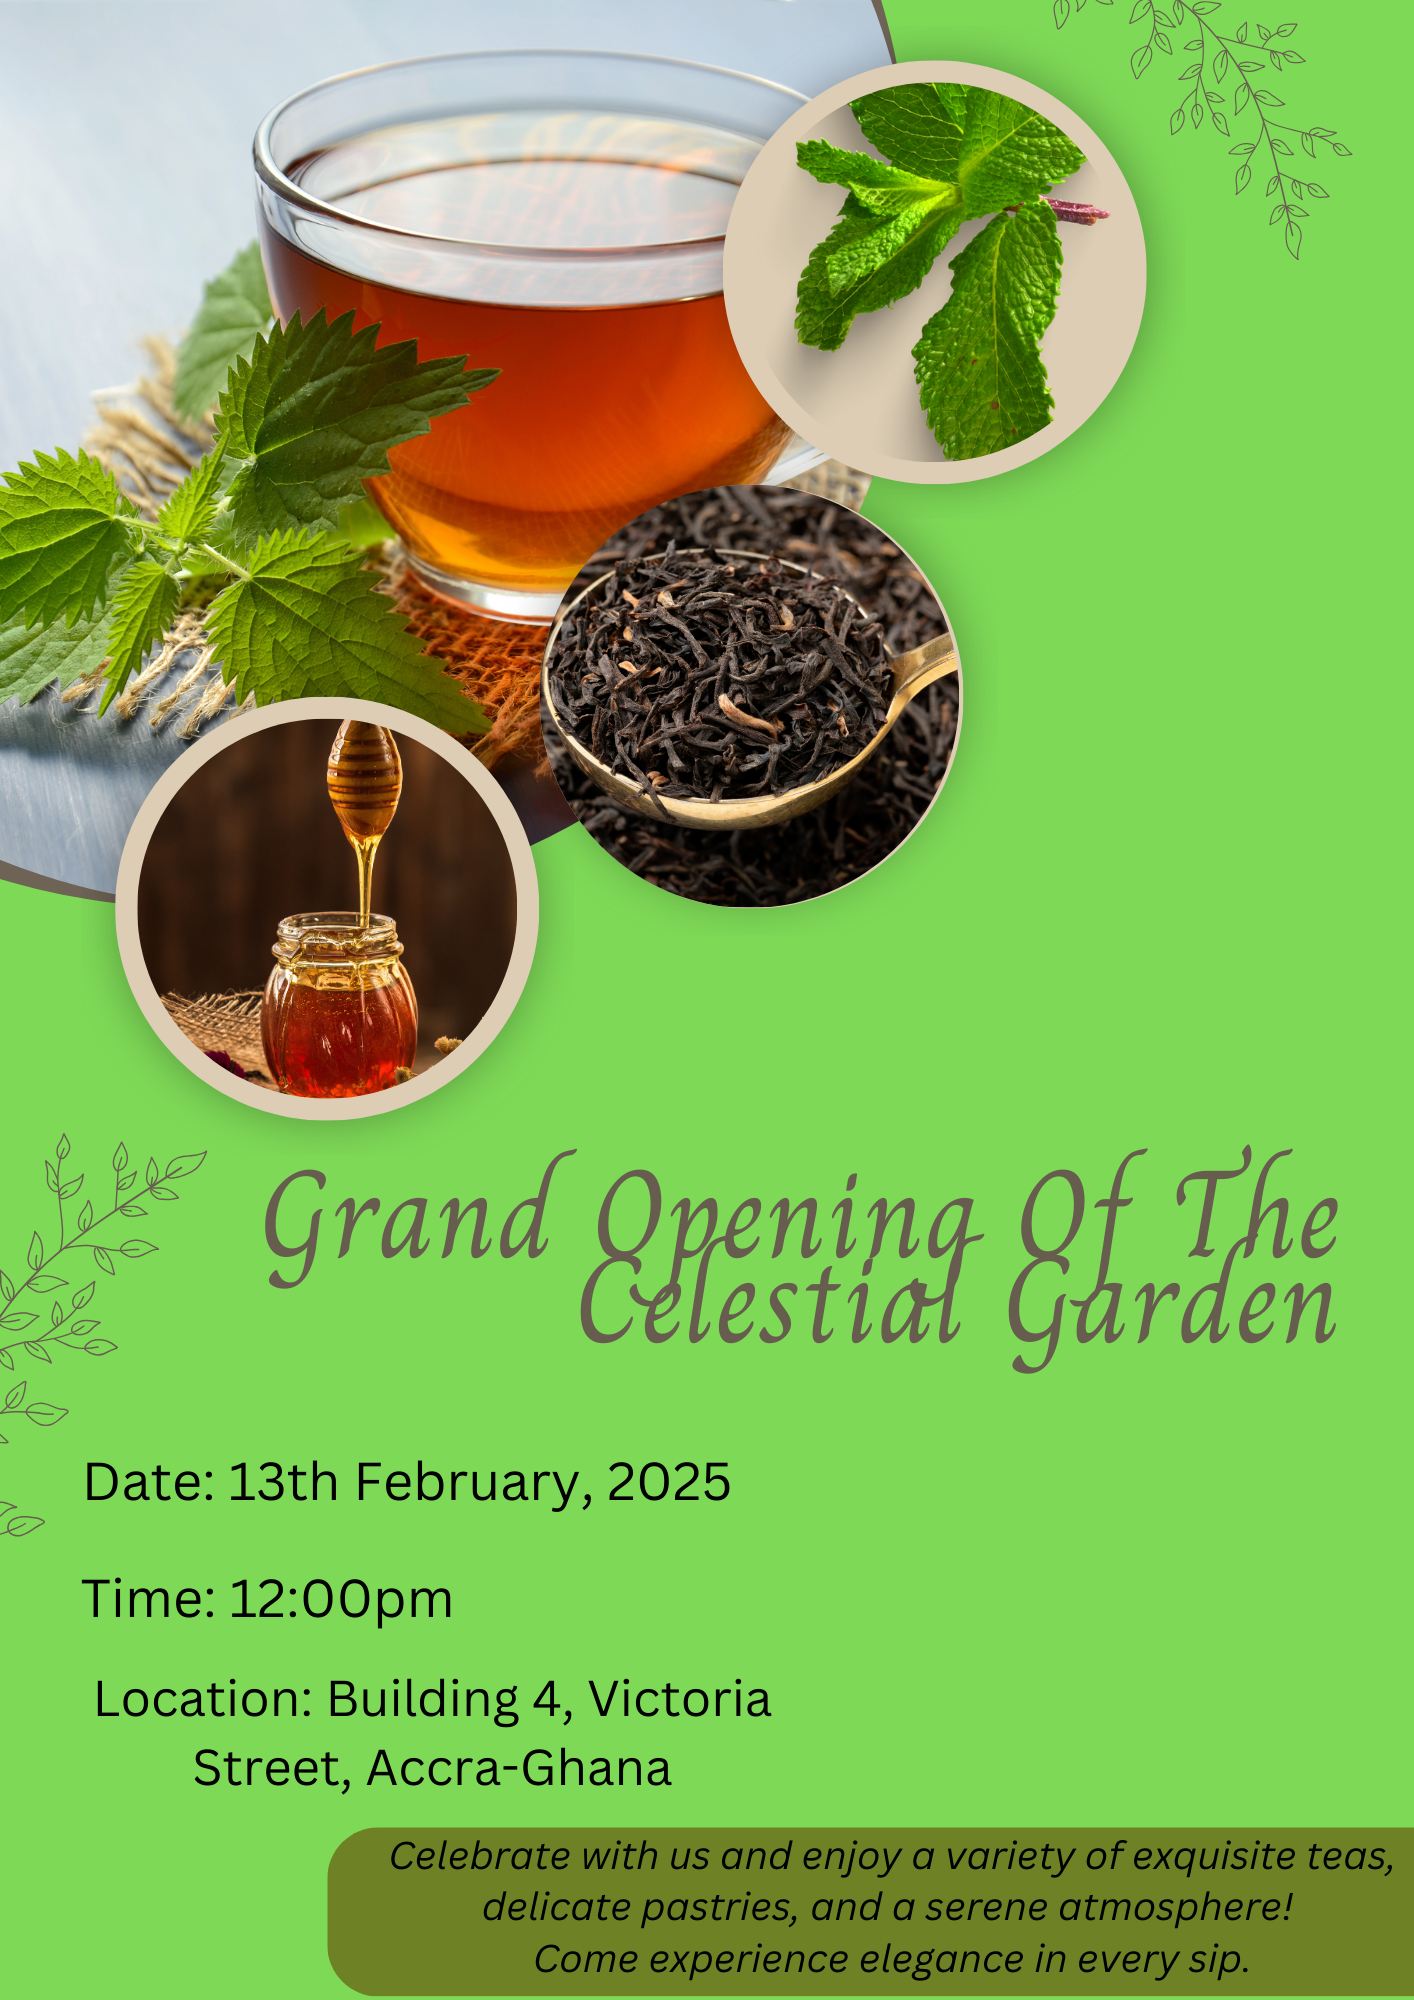 Grand Opening Of The
Celestial Garden
Date: 13th February, 2025
Time: 12:00pm
Location: Building 4, Victoria
Street, Accra-Ghana
Celebrate with us and enjoy a variety of exquisite teas,
delicate pastries, and a serene atmosphere!
Come experience elegance in every sip.